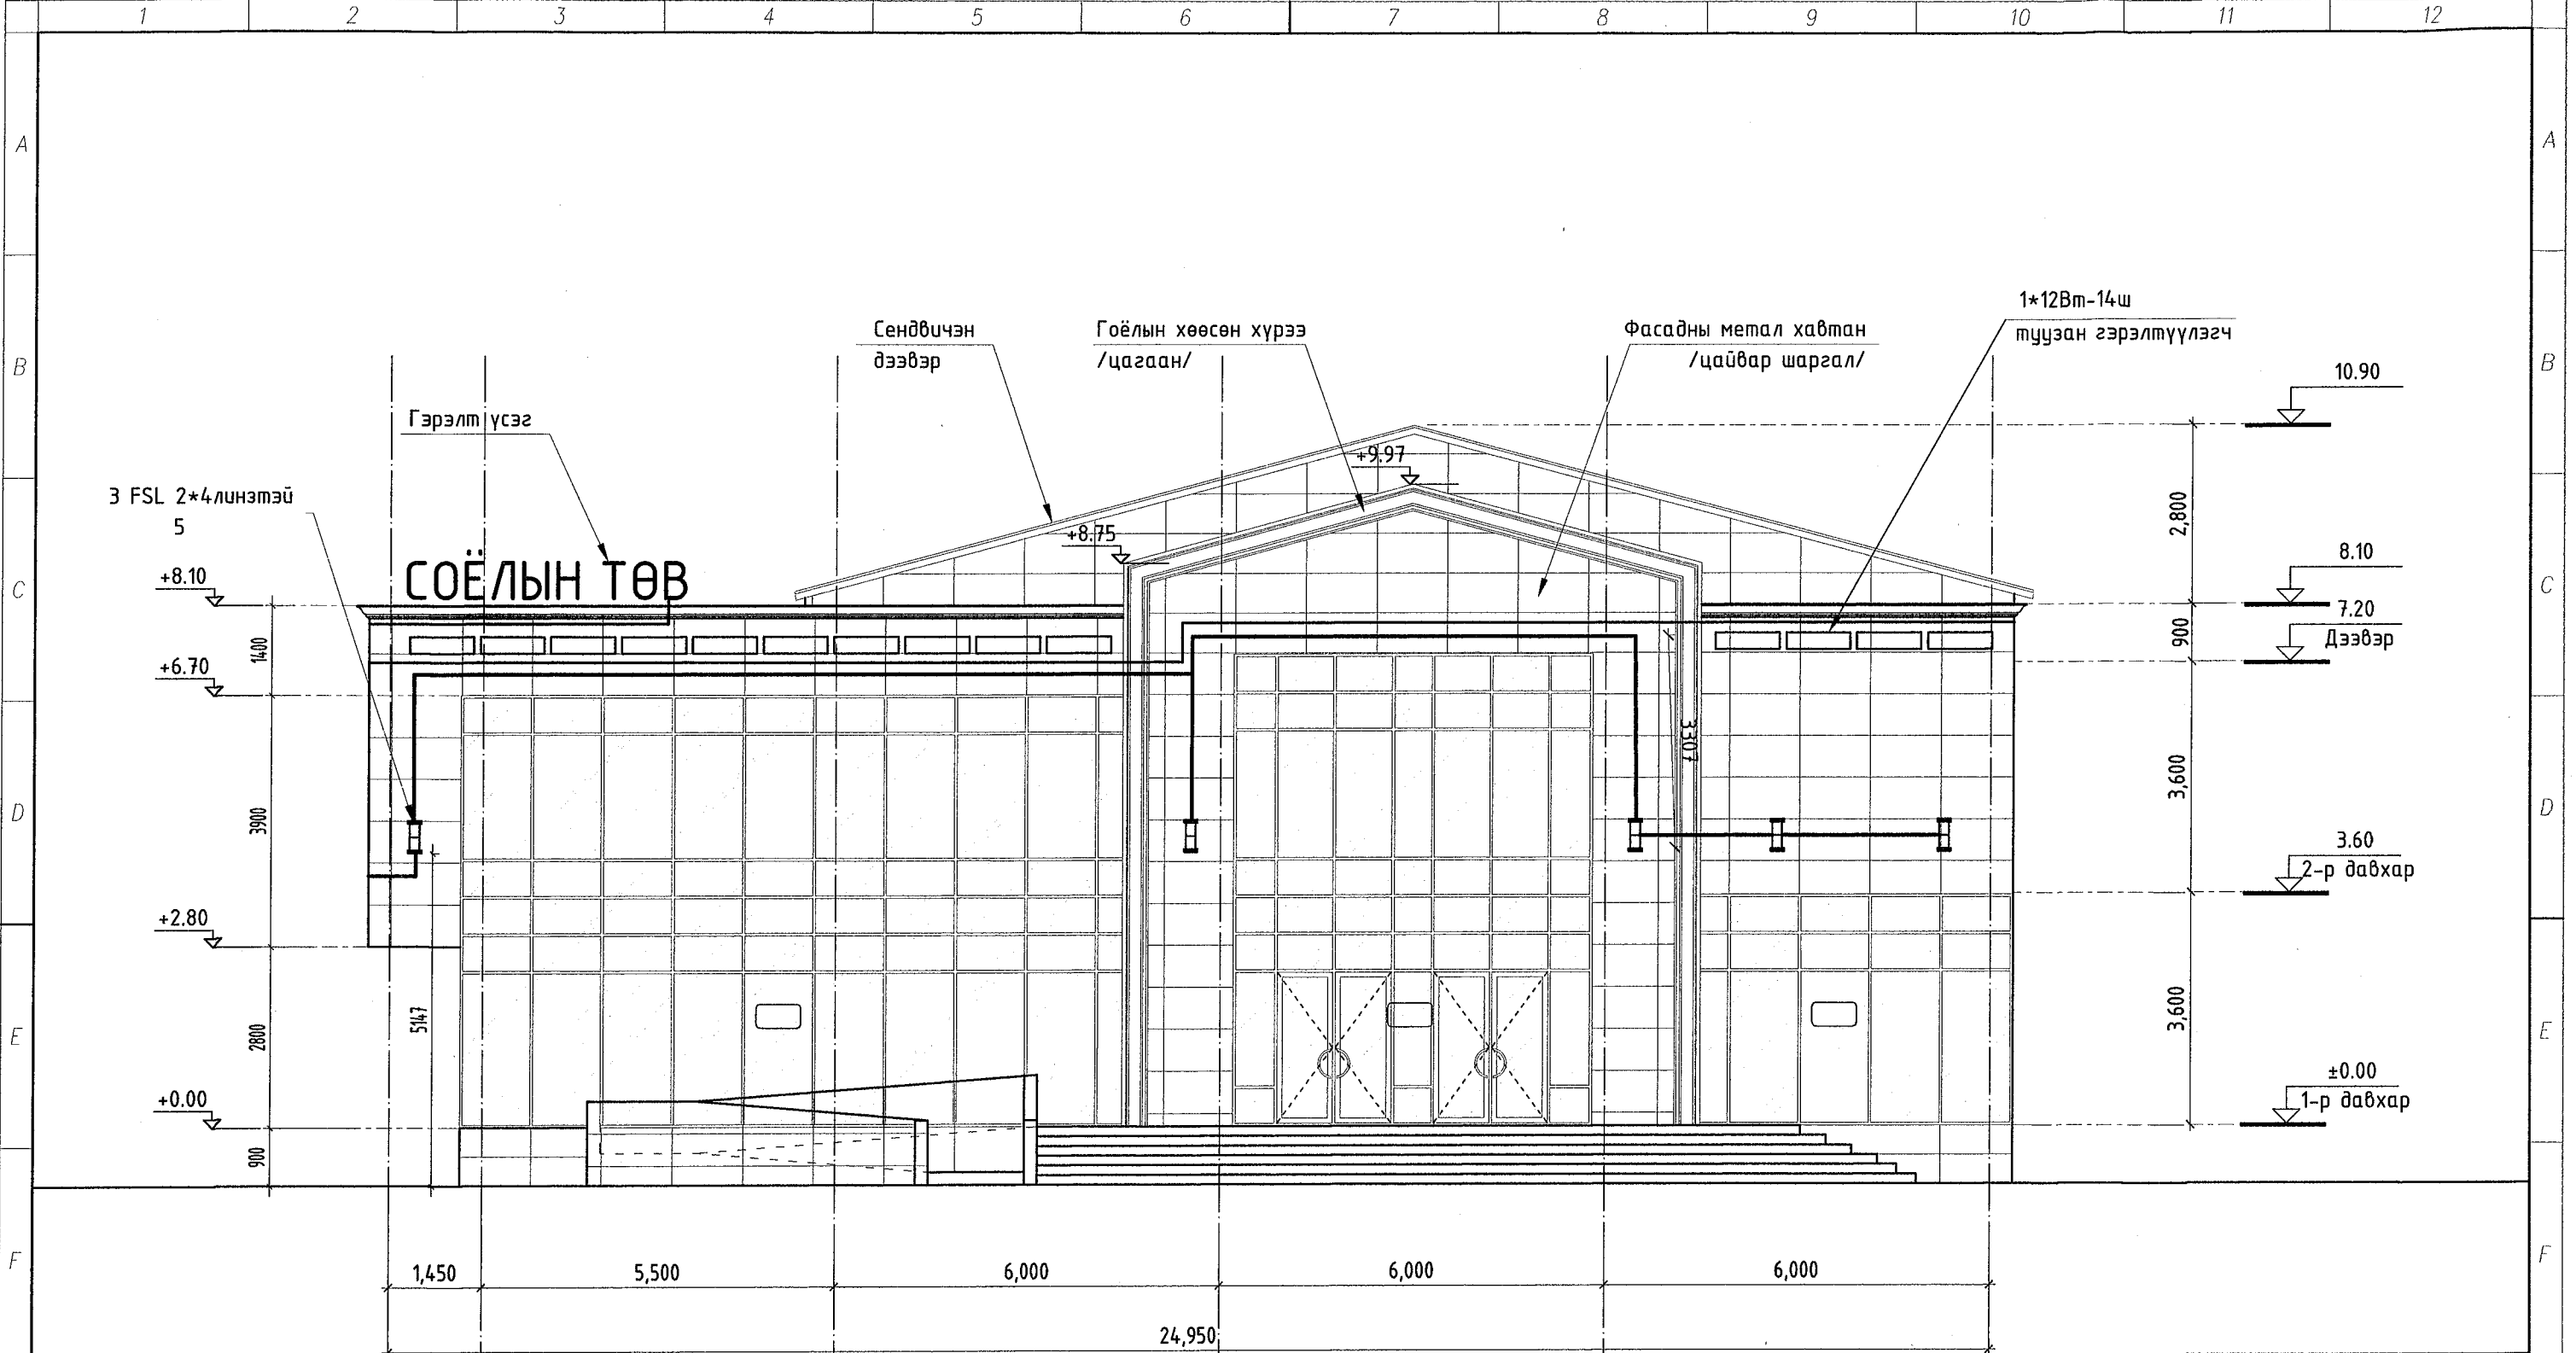 1 2 3 4 5 6 7 8 9 10 11 12
A A
B B
C C
D D
E E
F F
1*12Вт-14ш
туузан гэрэлтүүлэгч
Сендвичэн
дээвэр
Гоёлын хөөсөн хүрээ
/цагаан/
Фасадны метал хавтан
/цайвар шаргал/
Гэрэлт үсэг
3 FSL 2*4линзтэй
5
СОЁЛЫН ТӨВ
+9.97
+8.75
+8.10
+6.70
+2.80
+0.00
1400
3900
2800
900
5147
3307
10.90
8.10
7.20
Дээвэр
3.60
2-р давхар
±0.00
1-р давхар
2,800
900
3,600
3,600
1,450 5,500 6,000 6,000 6,000
24,950